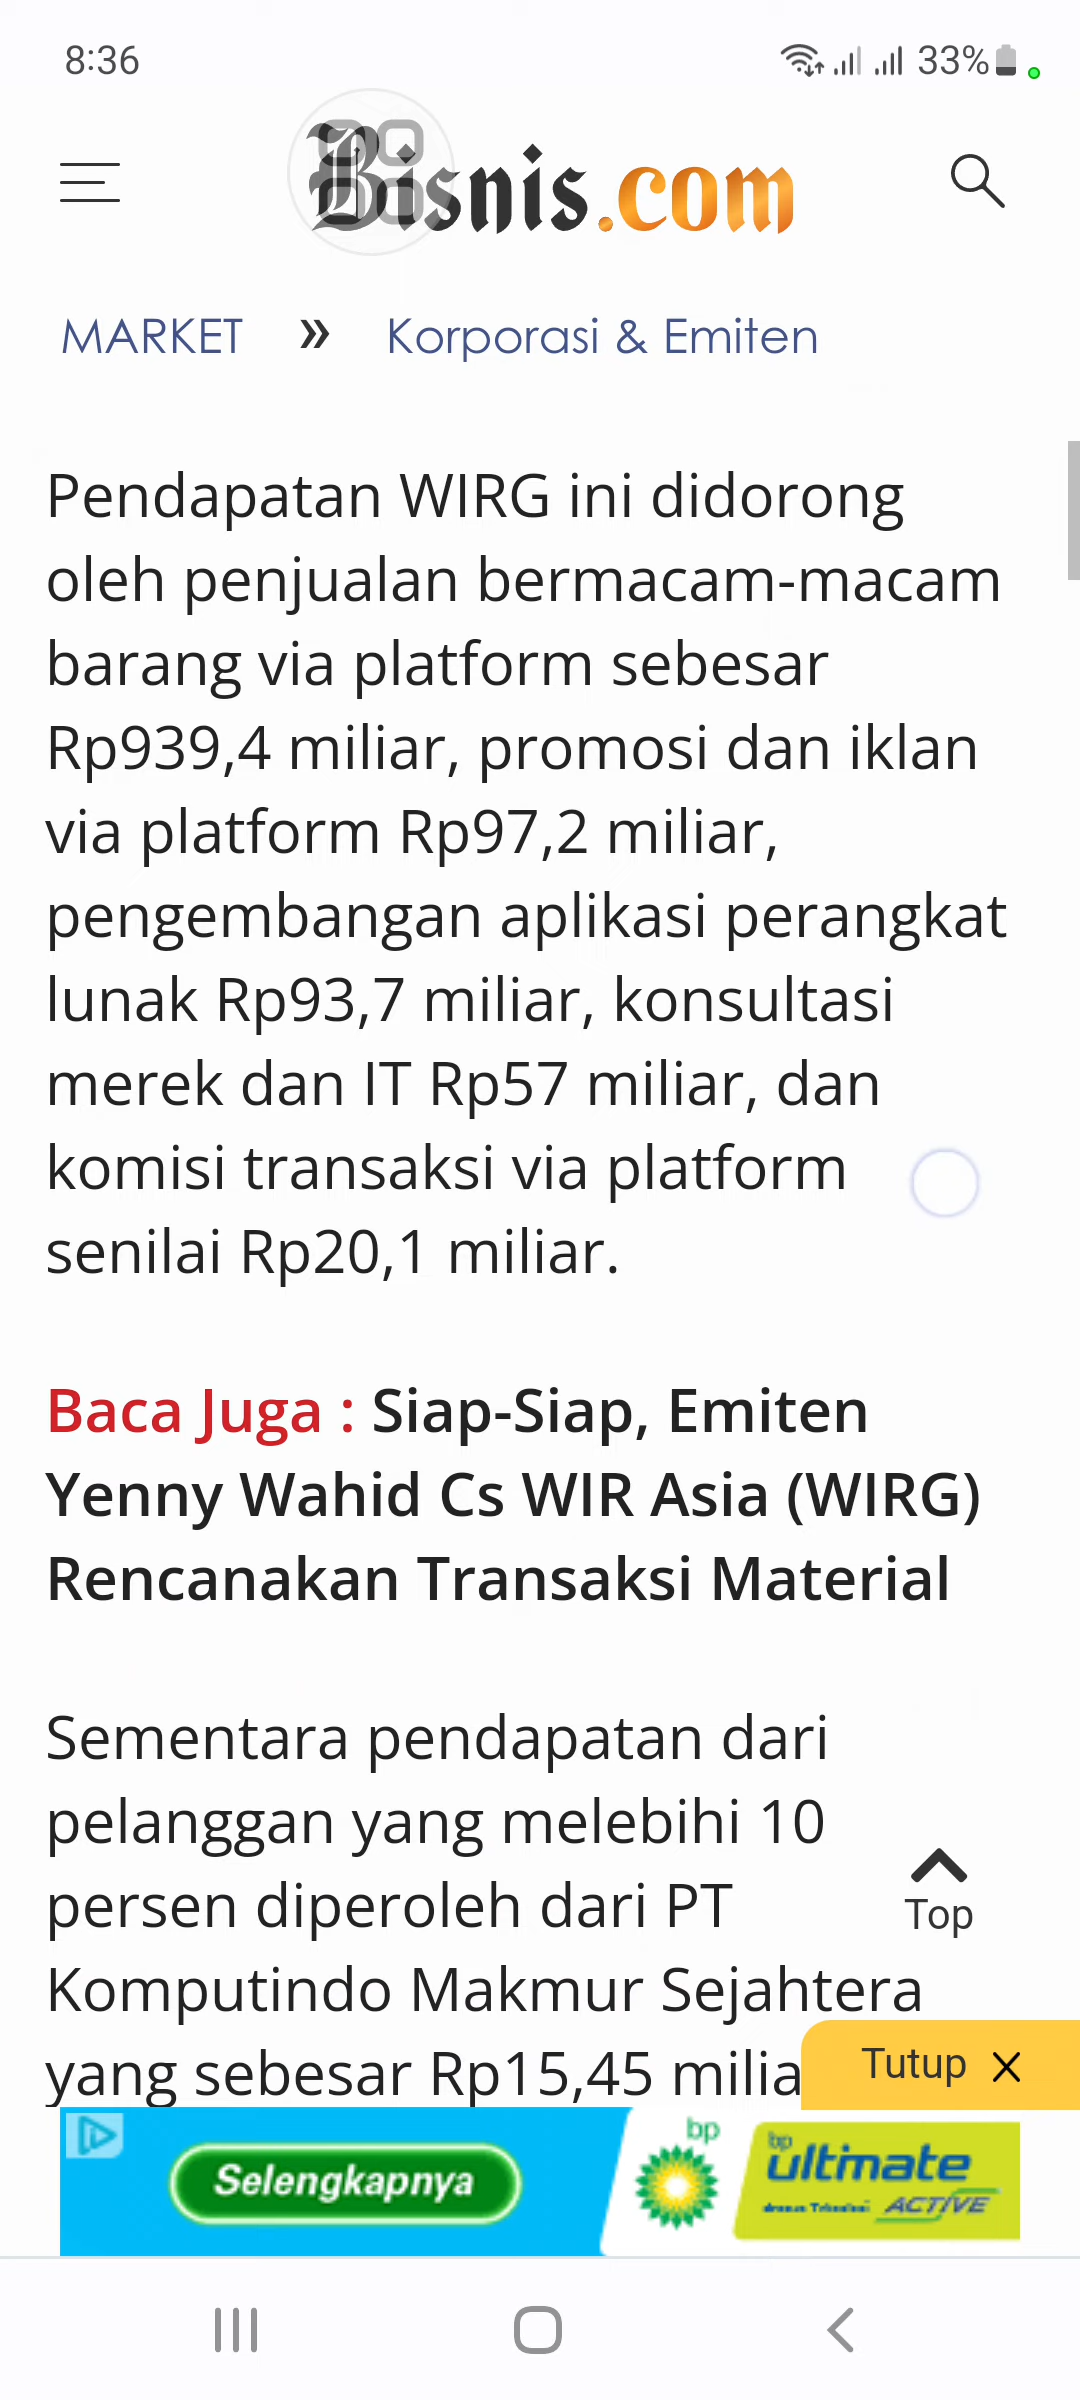 8:36
33%
Bisnis.com
MARKET » Korporasi & Emiten
Pendapatan WIRG ini didorong
oleh penjualan bermacam-macam
barang via platform sebesar
Rp939,4 miliar, promosi dan iklan
via platform Rp97,2 miliar,
pengembangan aplikasi perangkat
lunak Rp93,7 miliar, konsultasi
merek dan IT Rp57 miliar, dan
komisi transaksi via platform
senilai Rp20,1 miliar.
Baca Juga : Siap-Siap, Emiten
Yenny Wahid Cs WIR Asia (WIRG)
Rencanakan Transaksi Material
Sementara pendapatan dari
pelanggan yang melebihi 10
persen diperoleh dari PT
Top
Komputindo Makmur Sejahtera
yang sebesar Rp15,45 milia
Tutup
Selengkapnya
bp
bp
ultimate
ACTIVE